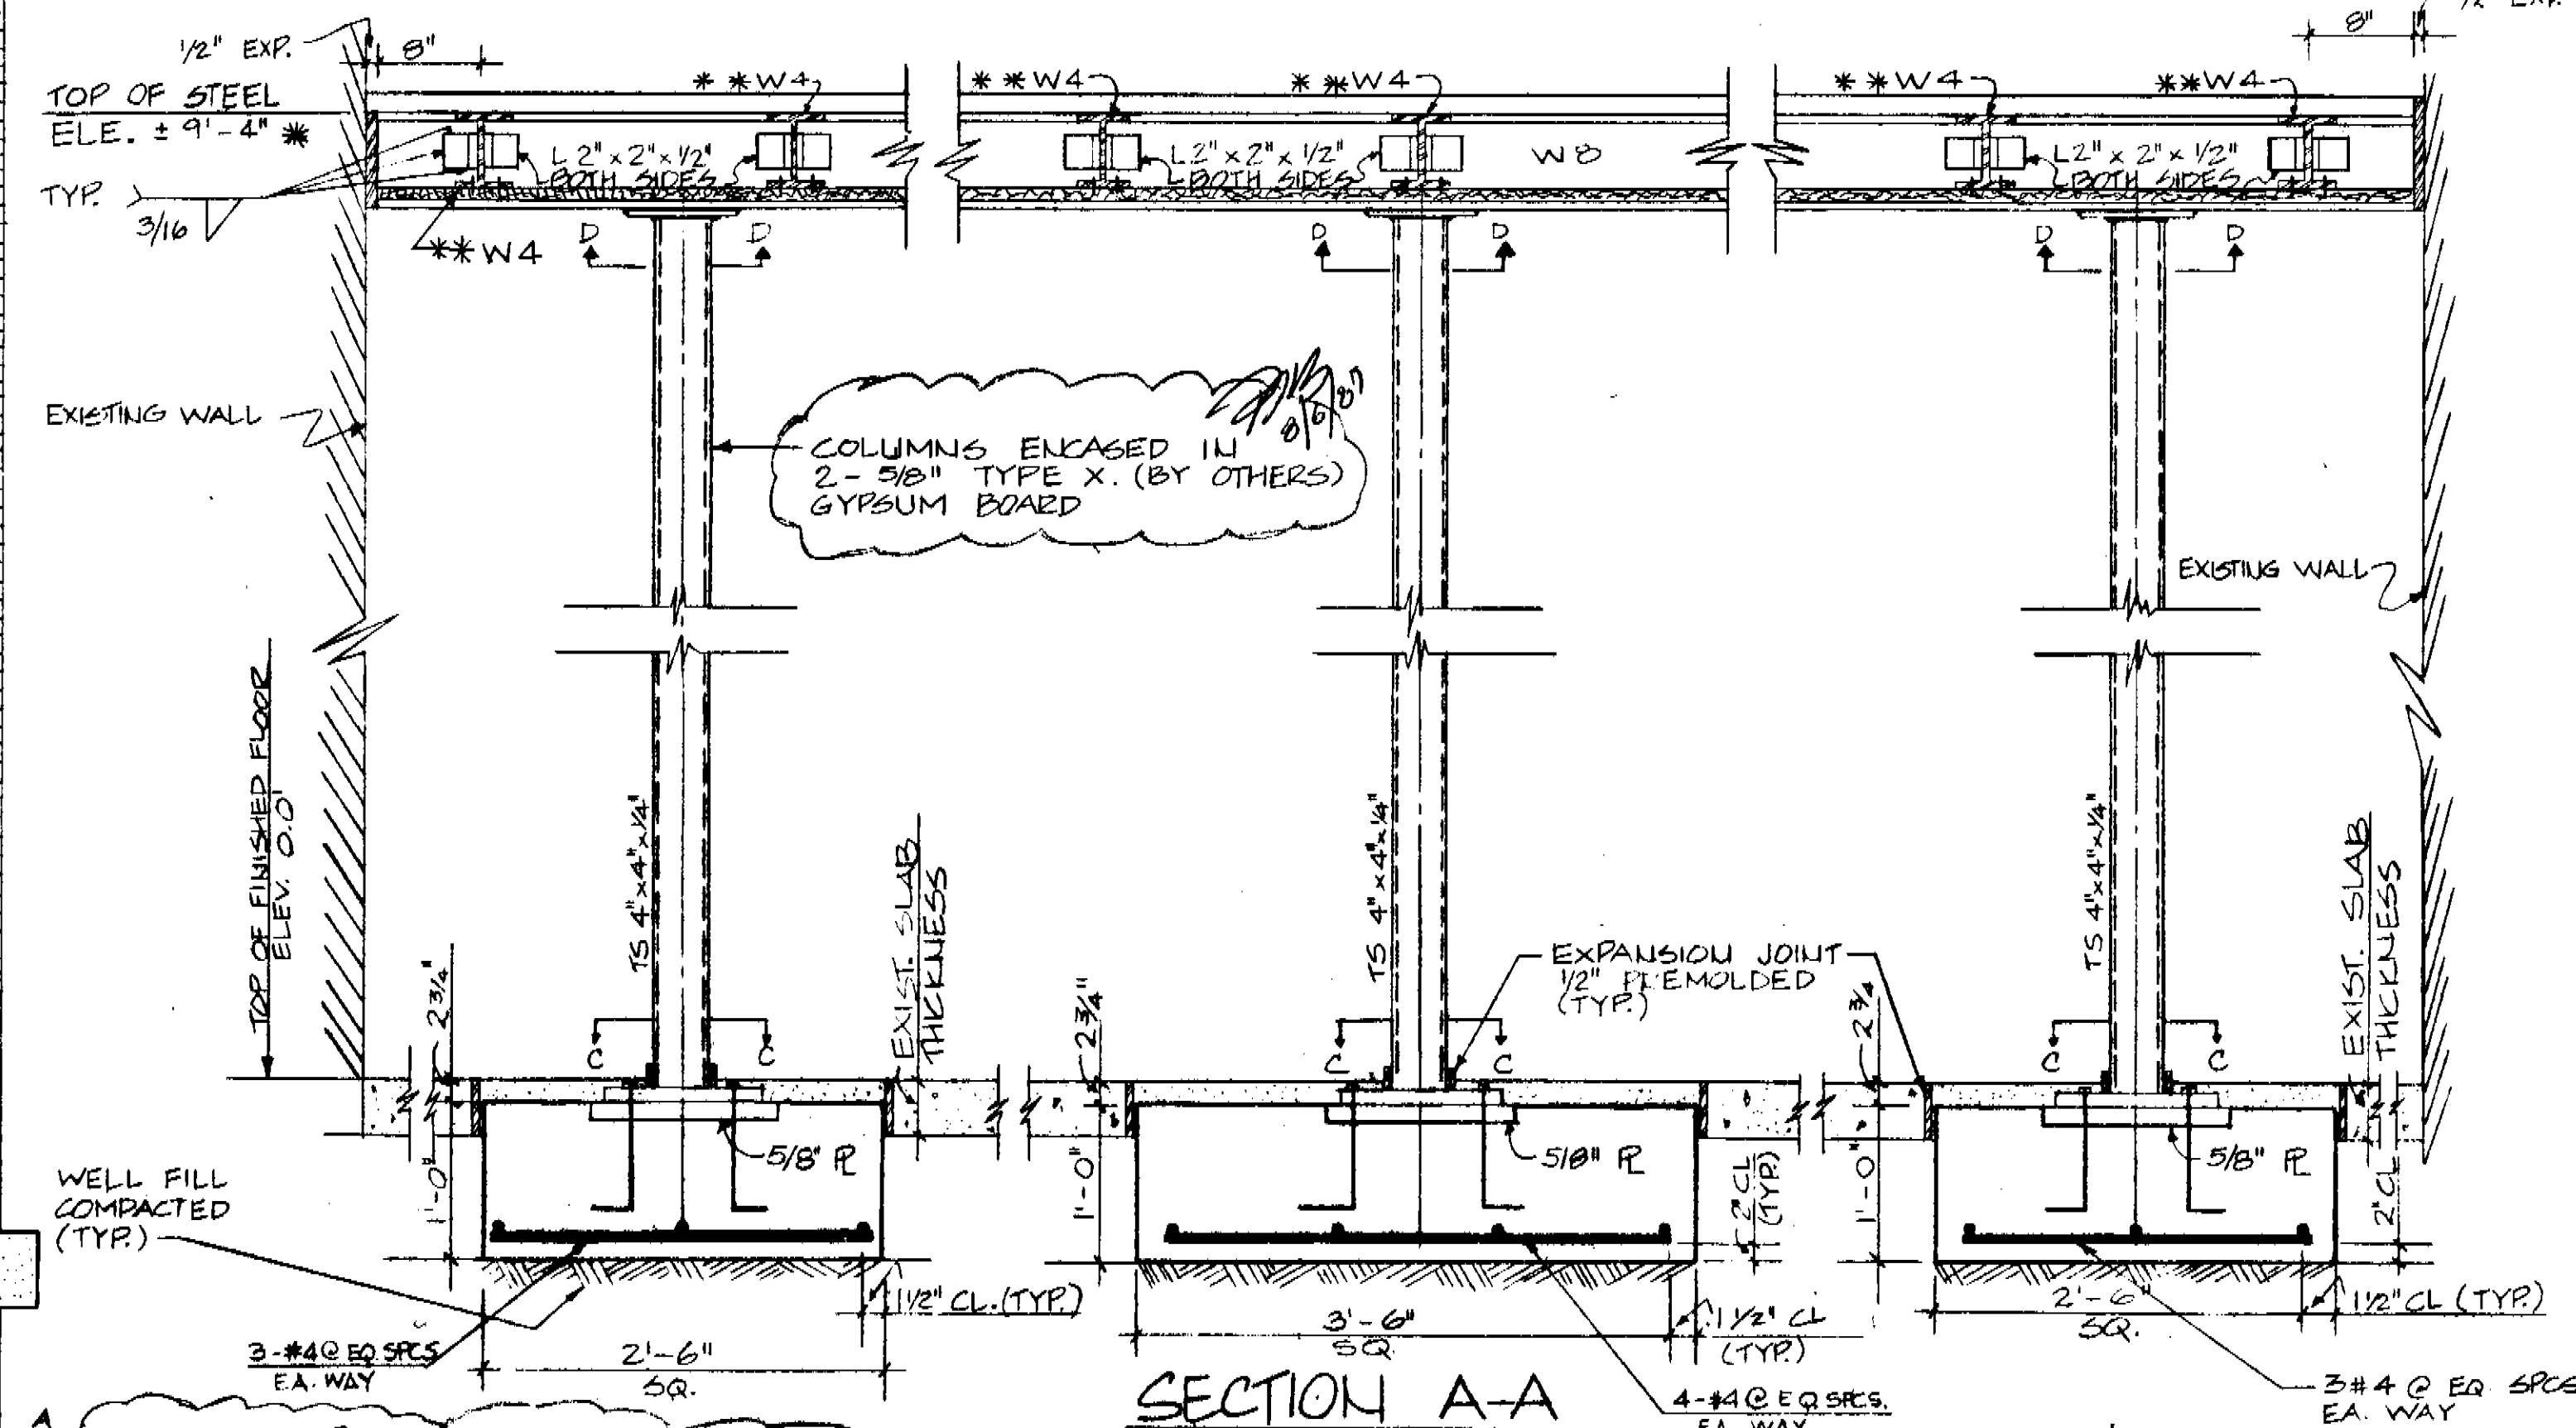 1/2" EXP.
8"
8"
1/2" EXP.
TOP OF STEEL
ELE. ± 9'-4" *
**W4
**W4
**W4
**W4
**W4
L 2" x 2" x 1/2"
BOTH SIDES
L 2" x 2" x 1/2"
BOTH SIDES
W8
L 2" x 2" x 1/2"
BOTH SIDES
TYP.
3/16
**W4
D D
D D
D D
EXISTING WALL
COLUMNS ENCASED IN
2 - 5/8" TYPE X. (BY OTHERS)
GYPSUM BOARD
EXISTING WALL
TOP OF FINISHED FLOOR
ELEV. 0.0'
TS 4"x4"x1/4"
TS 4"x4"x1/4"
TS 4"x4"x1/4"
EXIST. SLAB
THCKNESS
EXPANSION JOINT
1/2" PREMOLDED
(TYP.)
EXIST. SLAB
THCKNESS
2 3/4"
2 3/4"
2 3/4
C C
C C
C C
5/8" PL
5/8" PL
5/8" PL
1'-0"
1'-0"
1'-0"
2" CL
(TYP.)
2" CL
WELL FILL
COMPACTED
(TYP.)
1 1/2" CL. (TYP.)
1 1/2" CL
(TYP.)
1 1/2" CL (TYP.)
3-#4@ EQ SPCS
EA. WAY
2'-6"
SQ.
3'-6"
SQ.
2'-6"
SQ.
SECTION A-A
4-#4@ EQ SPCS.
EA. WAY
3#4 @ EQ SPCS
EA. WAY
A